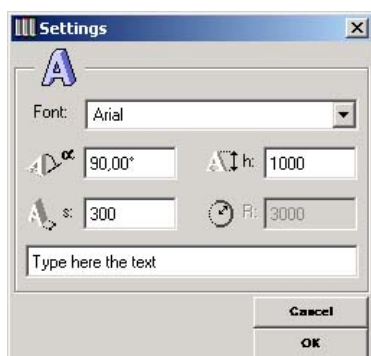 Settings
A
Font: Arial
α 90,00° h: 1000
s: 300 R: 3000
Type here the text
Cancel
OK